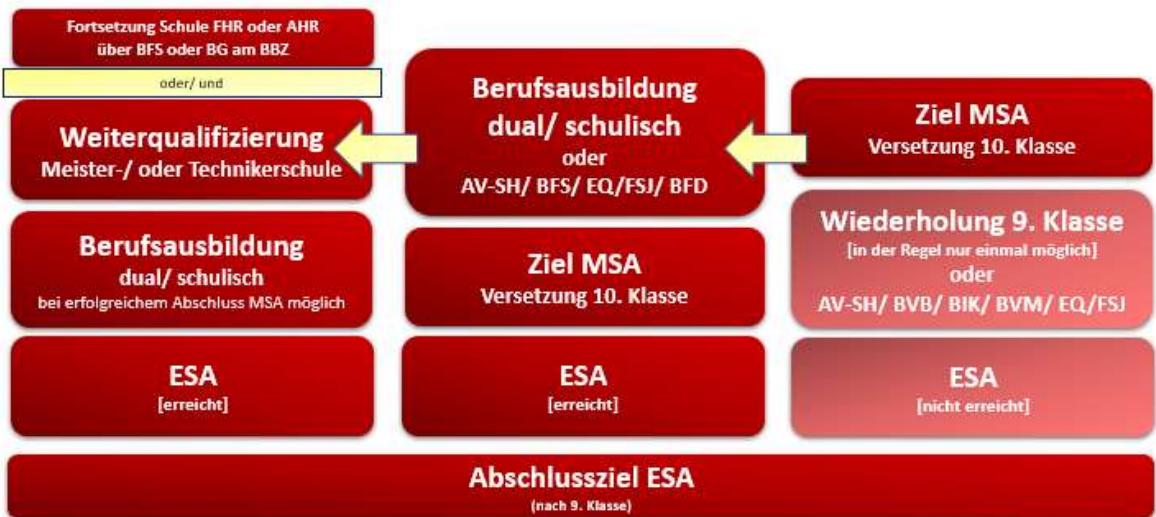 Fortsetzung Schule FHR oder AHR
über BFS oder BG am BBZ
oder/ und
Weiterqualifizierung
Meister-/ oder Technikerschule
Berufsausbildung
dual/ schulisch
bei erfolgreichem Abschluss MSA möglich
ESA
[erreicht]
Berufsausbildung
dual/ schulisch
oder
AV-SH/ BFS/ EQ/FSJ/ BFD
Ziel MSA
Versetzung 10. Klasse
ESA
[erreicht]
Ziel MSA
Versetzung 10. Klasse
Wiederholung 9. Klasse
[in der Regel nur einmal möglich]
oder
AV-SH/ BVB/ BIK/ BVM/ EQ/FSJ
ESA
[nicht erreicht]
Abschlussziel ESA
(nach 9. Klasse)